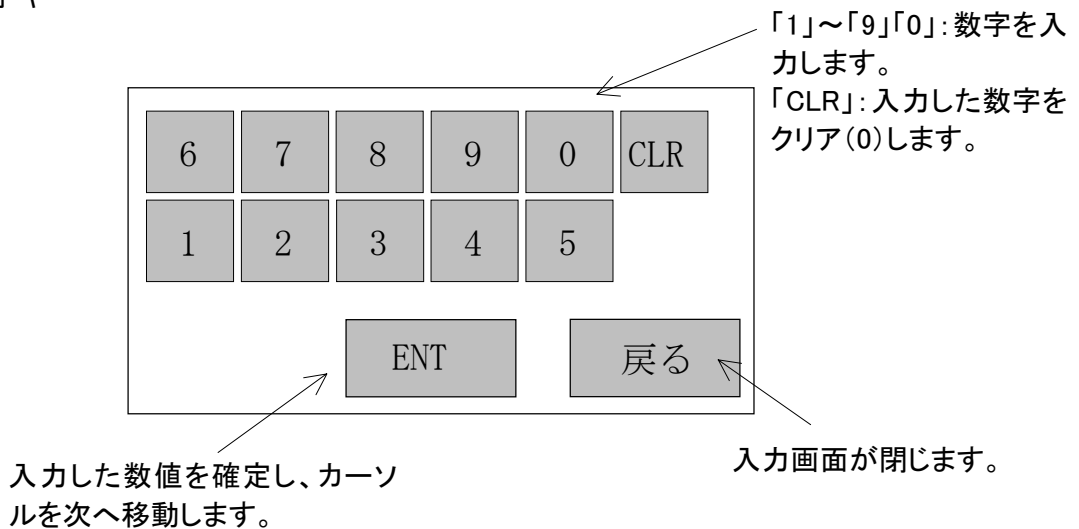 「1」～「9」「0」：数字を入
力します。
「CLR」：入力した数字を
クリア（0）します。
6 7 8 9 0 CLR
1 2 3 4 5
ENT 戻る
入力した数値を確定し、カーソ
ルを次へ移動します。
入力画面が閉じます。